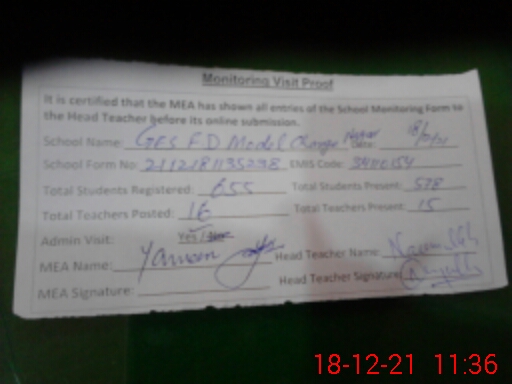 Monitoring Visit Proof
It is certified that the MEA has shown all entries of the School Monitoring Form to
the Head Teacher before its online submission.
School Name: GES F.D Model Date: 18/12/21
School Form No: 2112181135238 EMIS Code:
Total Students Registered: 655 Total Students Present: 578
Total Teachers Posted: 16 Total Teachers Present: 15
Admin Visit: Yes / No
MEA Name: Head Teacher Name:
MEA Signature: Head Teacher Signature:
18-12-21 11:36